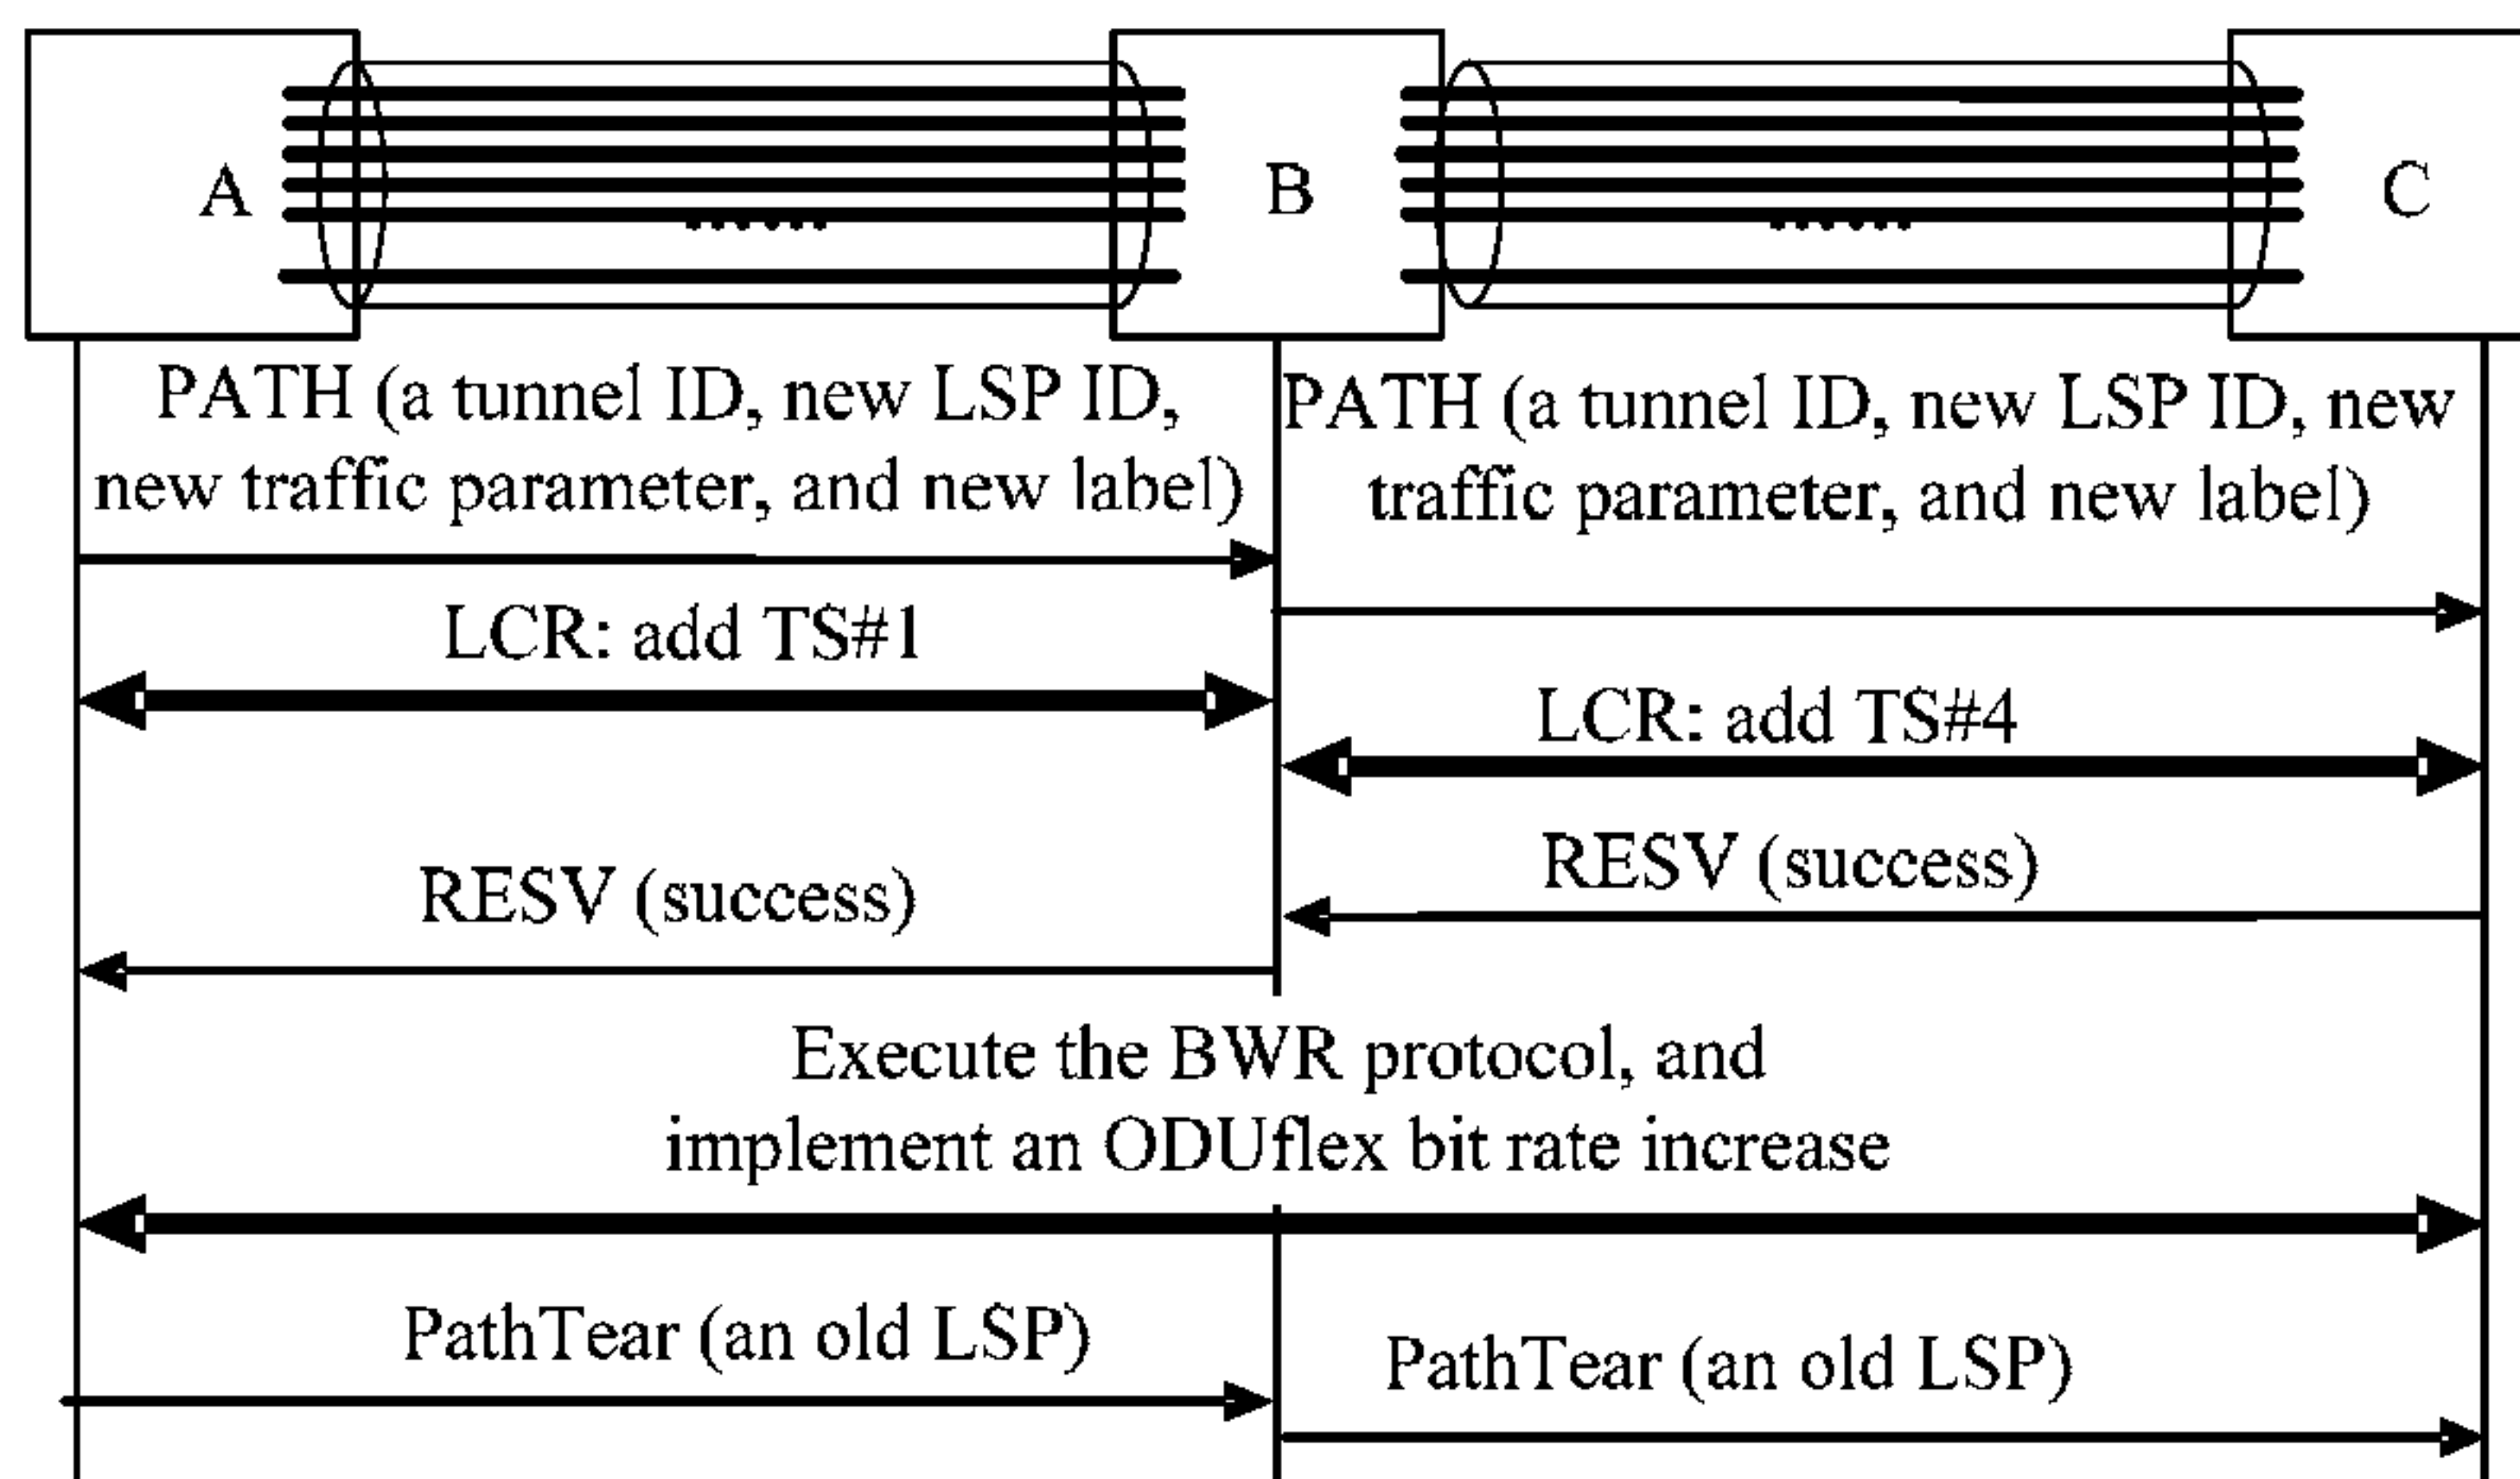 A
B
C
PATH (a tunnel ID, new LSP ID,
new traffic parameter, and new label)
PATH (a tunnel ID, new LSP ID, new
traffic parameter, and new label)
LCR: add TS#1
LCR: add TS#4
RESV (success)
RESV (success)
Execute the BWR protocol, and
implement an ODUflex bit rate increase
PathTear (an old LSP)
PathTear (an old LSP)